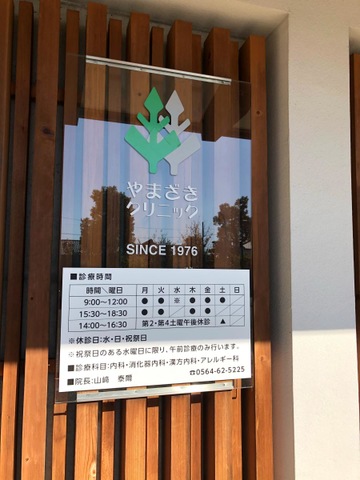 やまざき
クリニック
SINCE 1976
■診療時間
時間＼曜日 月 火 水 木 金 土 日
9:00〜12:00 ● ● ※ ● ● ●
15:30〜18:30 ● ● ● ●
14:00〜16:30 第2・第4土曜午後休診 ▲
※休診日:水・日・祝祭日
※祝祭日のある水曜日に限り、午前診療のみ行います。
■診療科目:内科・消化器内科・漢方内科・アレルギー科
■院長:山崎 泰爾 ✆0564-62-5225